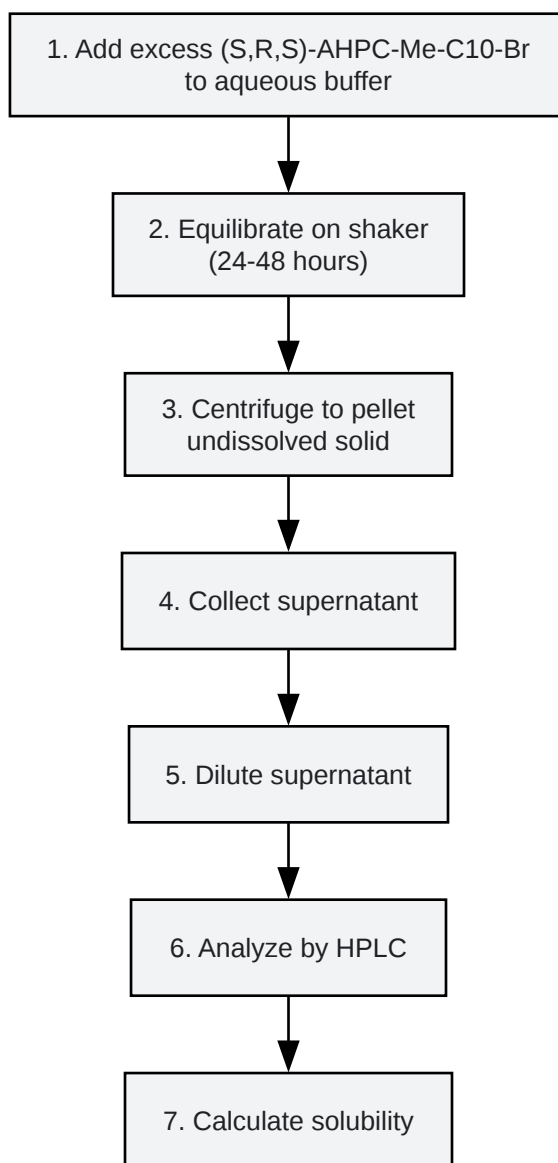 1. Add excess (S,R,S)-AHPC-Me-C10-Br
to aqueous buffer
2. Equilibrate on shaker
(24-48 hours)
3. Centrifuge to pellet
undissolved solid
4. Collect supernatant
5. Dilute supernatant
6. Analyze by HPLC
7. Calculate solubility